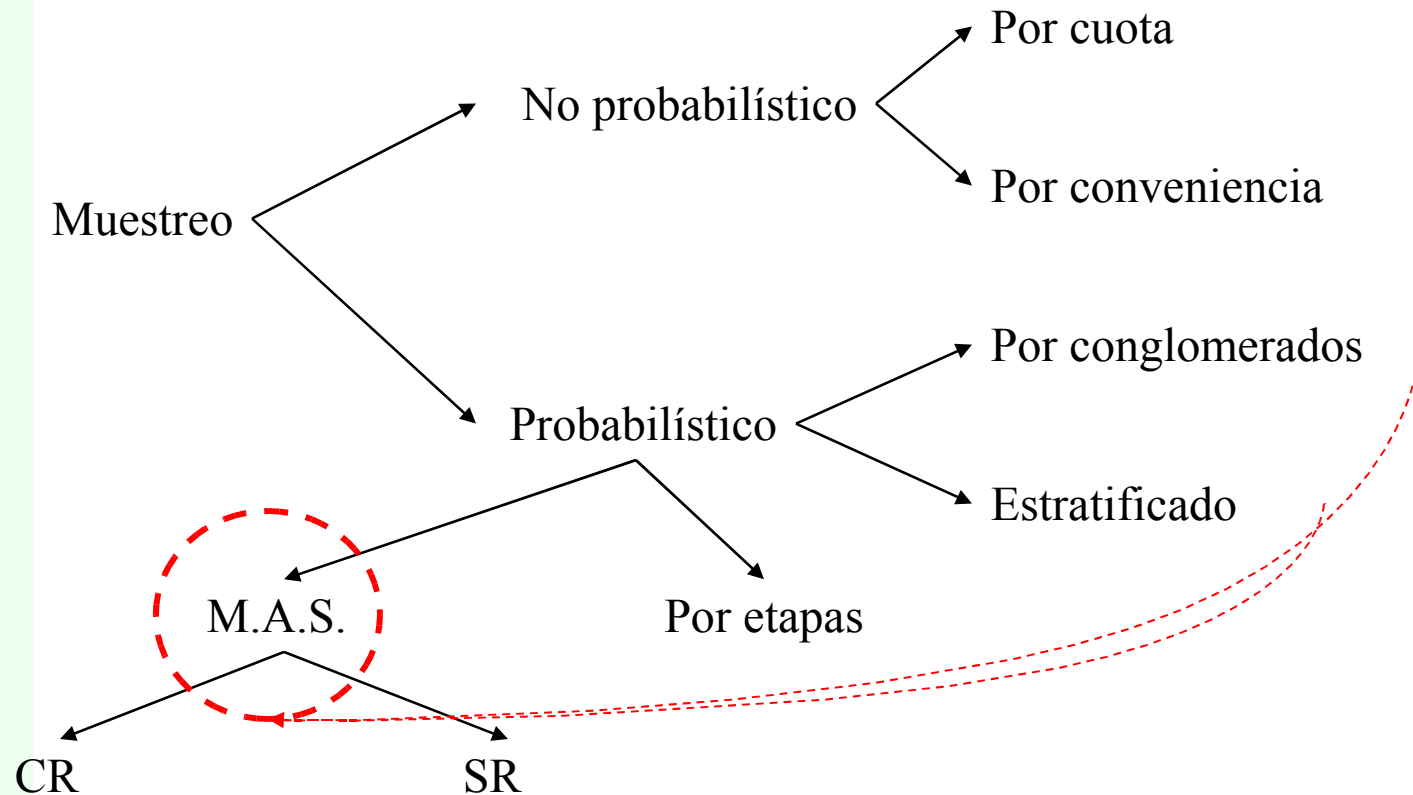 Por cuota
No probabilístico
Por conveniencia
Muestreo
Por conglomerados
Probabilístico
Estratificado
M.A.S.
Por etapas
CR
SR